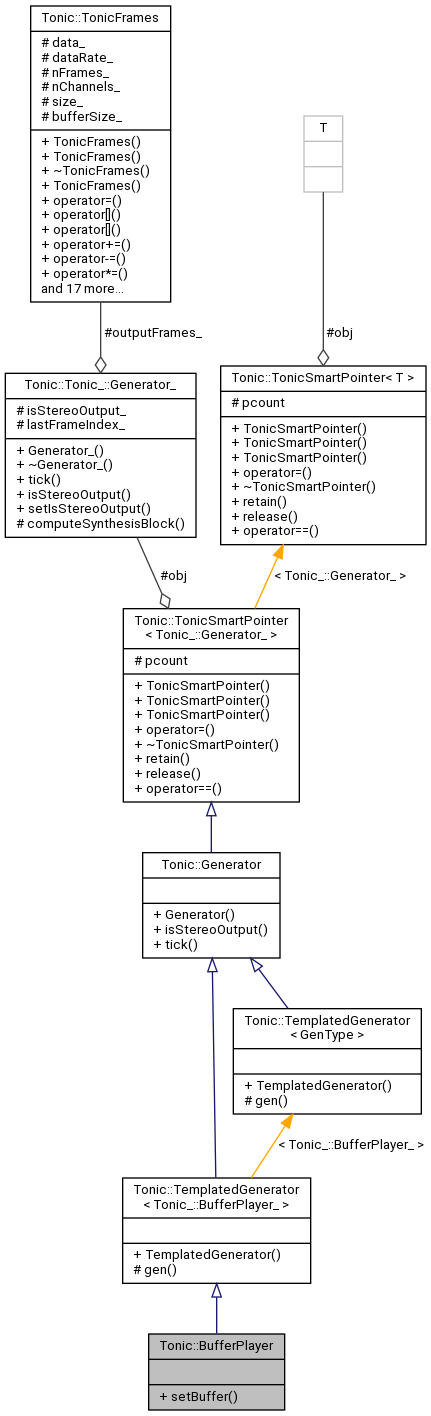 Tonic::TonicFrames
# data_
# dataRate_
# nFrames_
# nChannels_
# size_
# bufferSize_
+ TonicFrames()
+ TonicFrames()
+ ~TonicFrames()
+ TonicFrames()
+ operator=()
+ operator[]()
+ operator[]()
+ operator+=()
+ operator-=()
+ operator*=()
and 17 more...
T
#outputFrames_
#obj
Tonic::Tonic_::Generator_
# isStereoOutput_
# lastFrameIndex_
+ Generator_()
+ ~Generator_()
+ tick()
+ isStereoOutput()
+ setIsStereoOutput()
# computeSynthesisBlock()
Tonic::TonicSmartPointer< T >
# pcount
+ TonicSmartPointer()
+ TonicSmartPointer()
+ TonicSmartPointer()
+ operator=()
+ ~TonicSmartPointer()
+ retain()
+ release()
+ operator==()
#obj
< Tonic_::Generator_ >
Tonic::TonicSmartPointer
< Tonic_::Generator_ >
# pcount
+ TonicSmartPointer()
+ TonicSmartPointer()
+ TonicSmartPointer()
+ operator=()
+ ~TonicSmartPointer()
+ retain()
+ release()
+ operator==()
Tonic::Generator
+ Generator()
+ isStereoOutput()
+ tick()
Tonic::TemplatedGenerator
< GenType >
+ TemplatedGenerator()
# gen()
< Tonic_::BufferPlayer_ >
Tonic::TemplatedGenerator
< Tonic_::BufferPlayer_ >
+ TemplatedGenerator()
# gen()
Tonic::BufferPlayer
+ setBuffer()